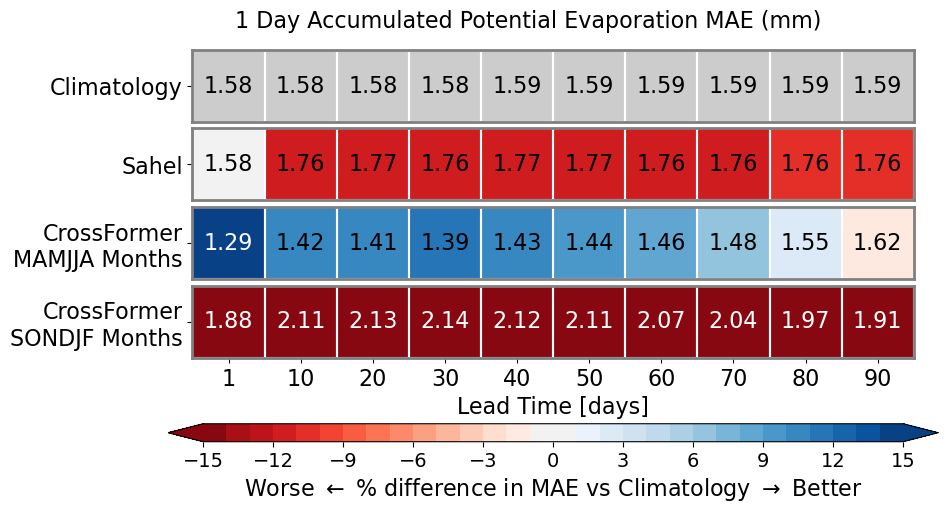 1 Day Accumulated Potential Evaporation MAE (mm)
Climatology 1.58 1.58 1.58 1.58 1.59 1.59 1.59 1.59 1.59 1.59
Sahel 1.58 1.76 1.77 1.76 1.77 1.77 1.76 1.76 1.76 1.76
CrossFormer
MAMJJA Months 1.29 1.42 1.41 1.39 1.43 1.44 1.46 1.48 1.55 1.62
CrossFormer
SONDJF Months 1.88 2.11 2.13 2.14 2.12 2.11 2.07 2.04 1.97 1.91
1 10 20 30 40 50 60 70 80 90
Lead Time [days]
−15 −12 −9 −6 −3 0 3 6 9 12 15
Worse ← % difference in MAE vs Climatology → Better